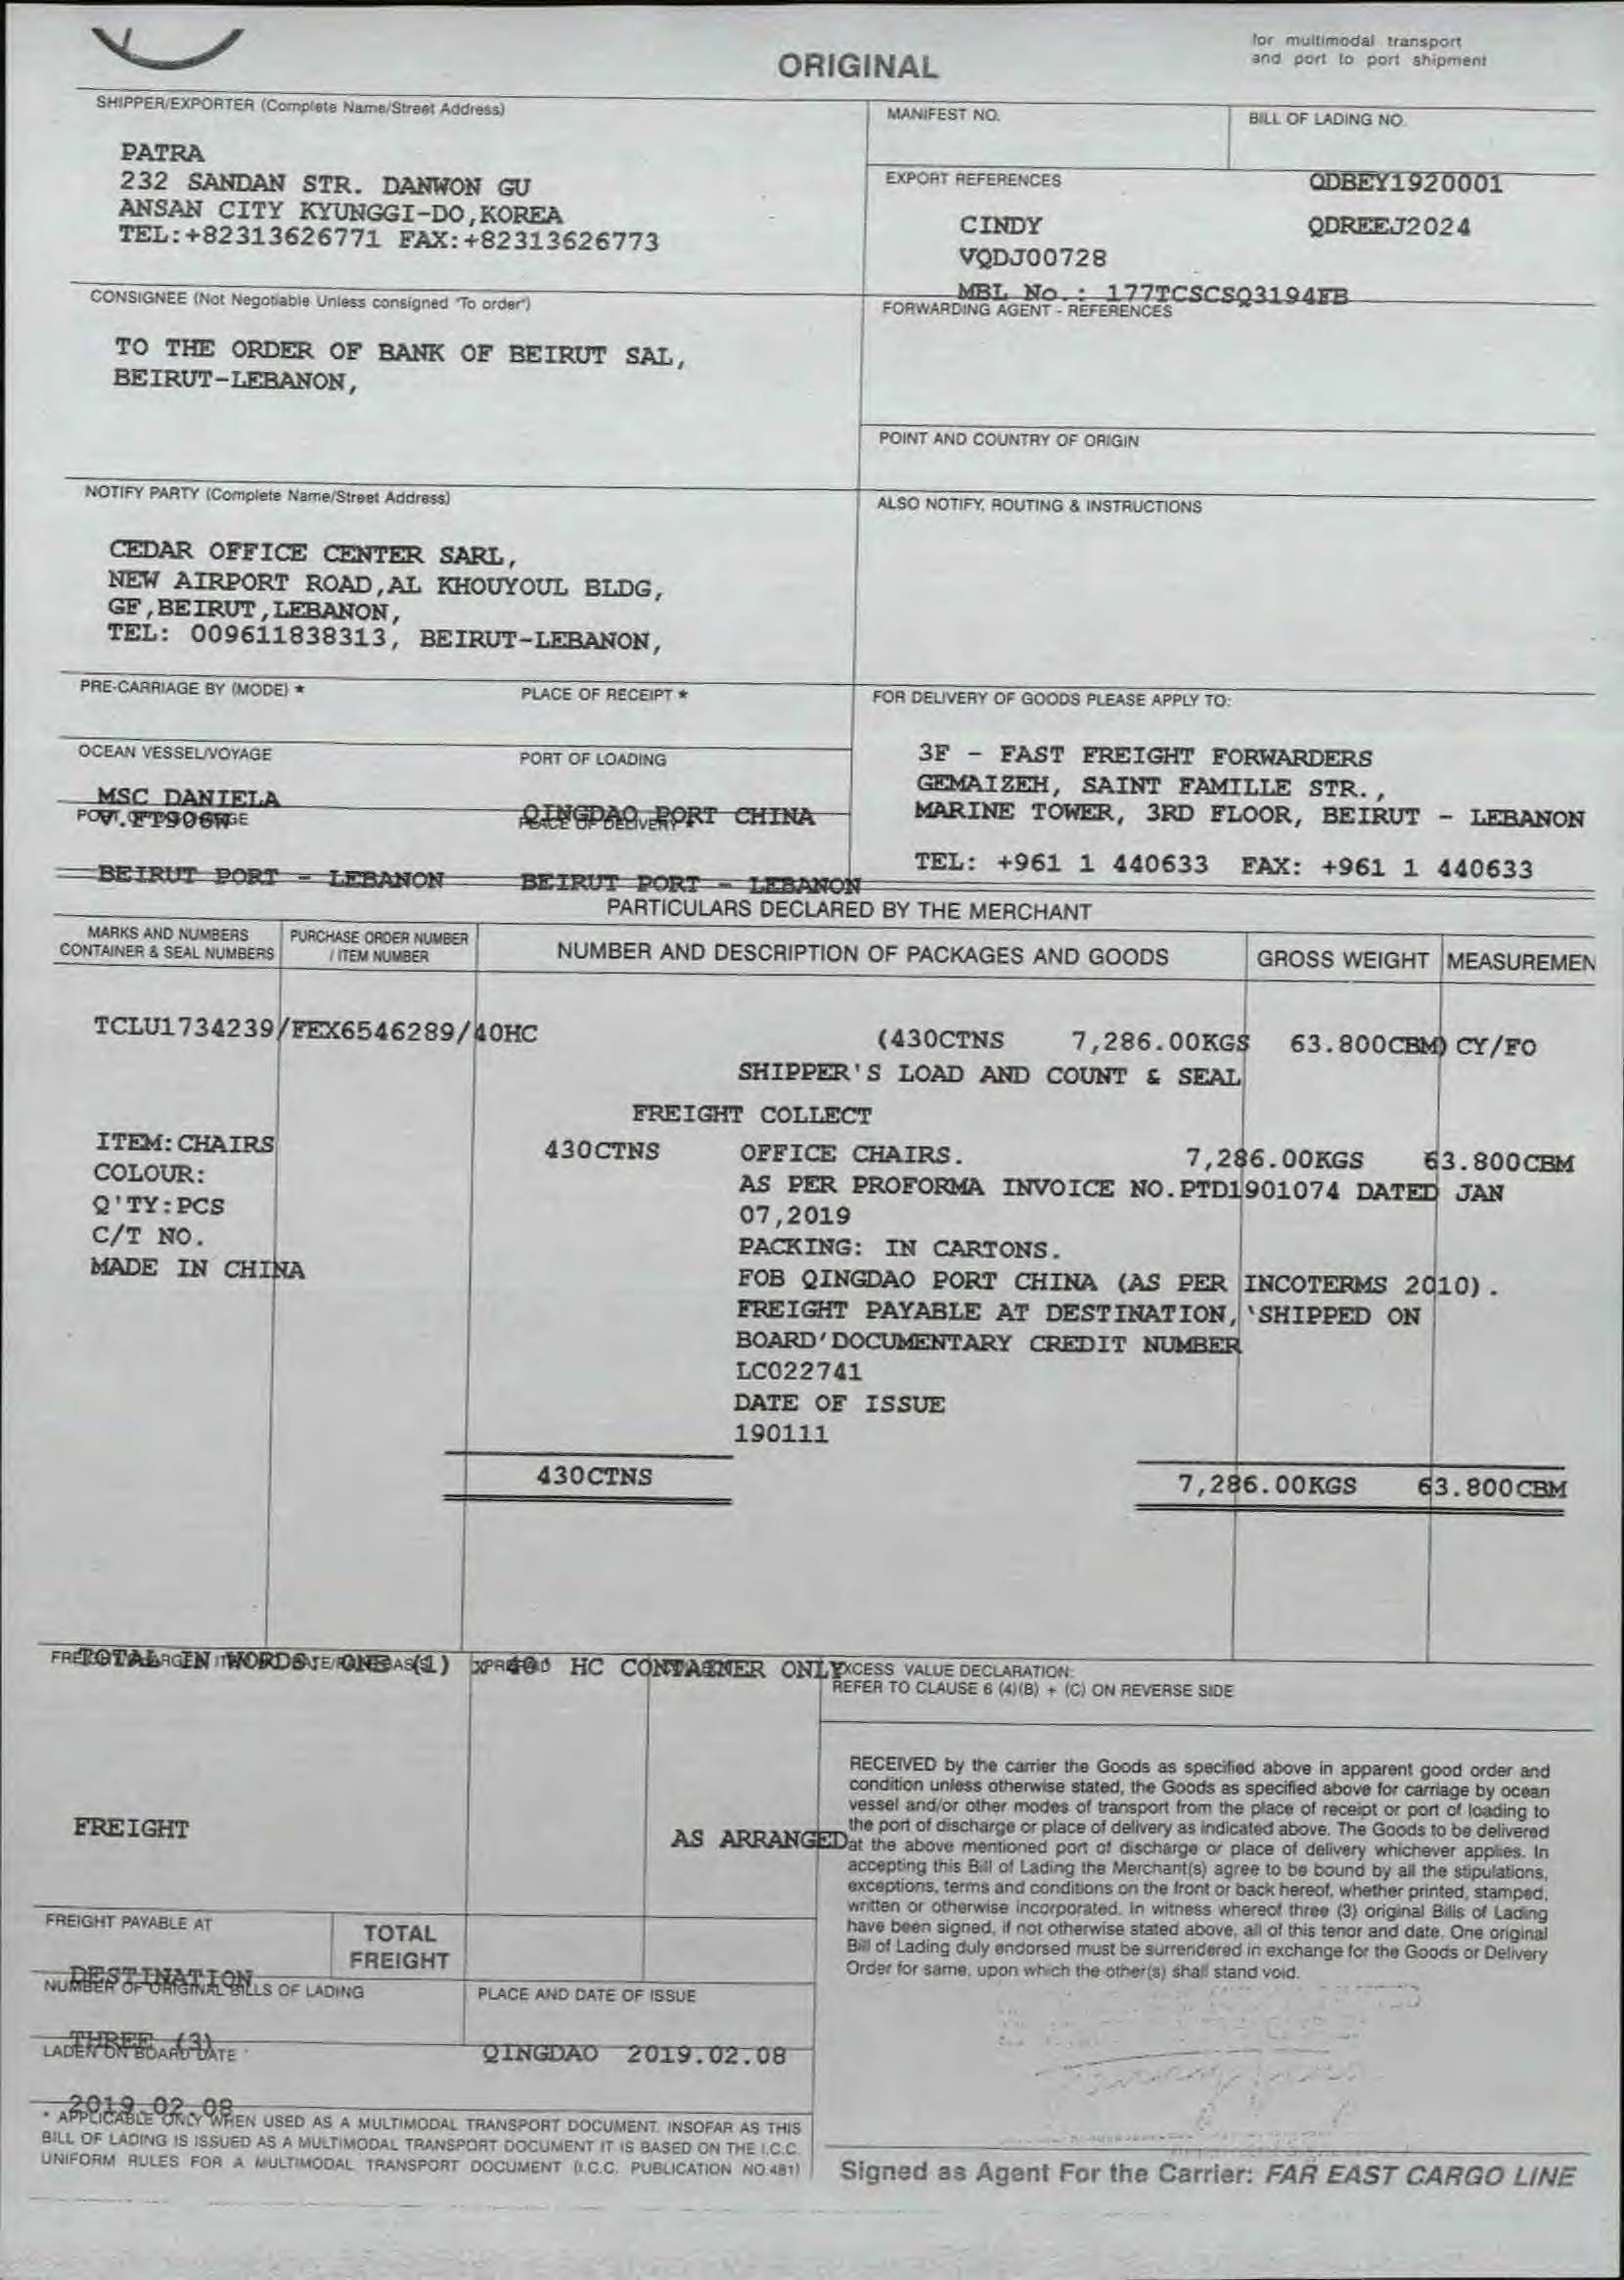 ORIGINAL
for multimodal transport
and port to port shipment
SHIPPER/EXPORTER (Complete Name/Street Address)
PATRA
232 SANDAN STR. DANWON GU
ANSAN CITY KYUNGGI-DO,KOREA
TEL:+82313626771 FAX:+82313626773
MANIFEST NO.
BILL OF LADING NO.
QDBEY1920001
EXPORT REFERENCES
CINDY QDREEJ2024
VQDJ00728
MBL No.: 177TCSCSQ3194FB
CONSIGNEE (Not Negotiable Unless consigned "To order")
TO THE ORDER OF BANK OF BEIRUT SAL,
BEIRUT-LEBANON,
FORWARDING AGENT - REFERENCES
POINT AND COUNTRY OF ORIGIN
NOTIFY PARTY (Complete Name/Street Address)
CEDAR OFFICE CENTER SARL,
NEW AIRPORT ROAD,AL KHOUYOUL BLDG,
GF,BEIRUT,LEBANON,
TEL: 009611838313, BEIRUT-LEBANON,
ALSO NOTIFY, ROUTING & INSTRUCTIONS
PRE-CARRIAGE BY (MODE) *
PLACE OF RECEIPT *
OCEAN VESSEL/VOYAGE
PORT OF LOADING
MSC DANIELA
V.FT906W
QINGDAO PORT CHINA
PLACE OF DELIVERY *
BEIRUT PORT - LEBANON
BEIRUT PORT - LEBANON
FOR DELIVERY OF GOODS PLEASE APPLY TO:
3F - FAST FREIGHT FORWARDERS
GEMAIZEH, SAINT FAMILLE STR.,
MARINE TOWER, 3RD FLOOR, BEIRUT - LEBANON
TEL: +961 1 440633 FAX: +961 1 440633
PARTICULARS DECLARED BY THE MERCHANT
MARKS AND NUMBERS
CONTAINER & SEAL NUMBERS
PURCHASE ORDER NUMBER
/ ITEM NUMBER
NUMBER AND DESCRIPTION OF PACKAGES AND GOODS
GROSS WEIGHT
MEASUREMEN
TCLU1734239/FEX6546289/40HC (430CTNS 7,286.00KGS 63.800CBM) CY/FO
SHIPPER'S LOAD AND COUNT & SEAL
FREIGHT COLLECT
ITEM:CHAIRS
COLOUR:
Q'TY:PCS
C/T NO.
MADE IN CHINA
430CTNS OFFICE CHAIRS. 7,286.00KGS 63.800CBM
AS PER PROFORMA INVOICE NO.PTD1901074 DATED JAN
07,2019
PACKING: IN CARTONS.
FOB QINGDAO PORT CHINA (AS PER INCOTERMS 2010).
FREIGHT PAYABLE AT DESTINATION, 'SHIPPED ON
BOARD'DOCUMENTARY CREDIT NUMBER
LC022741
DATE OF ISSUE
190111
430CTNS 7,286.00KGS 63.800CBM
TOTAL IN WORDS: ONE (1) X 40' HC CONTAINER ONLY
EXCESS VALUE DECLARATION:
REFER TO CLAUSE 6 (4)(B) + (C) ON REVERSE SIDE
FREIGHT AS ARRANGED
RECEIVED by the carrier the Goods as specified above in apparent good order and
condition unless otherwise stated, the Goods as specified above for carriage by ocean
vessel and/or other modes of transport from the place of receipt or port of loading to
the port of discharge or place of delivery as indicated above. The Goods to be delivered
at the above mentioned port of discharge or place of delivery whichever applies. In
accepting this Bill of Lading the Merchant(s) agree to be bound by all the stipulations,
exceptions, terms and conditions on the front or back hereof, whether printed, stamped,
written or otherwise incorporated. In witness whereof three (3) original Bills of Lading
have been signed, if not otherwise stated above, all of this tenor and date. One original
Bill of Lading duly endorsed must be surrendered in exchange for the Goods or Delivery
Order for same, upon which the other(s) shall stand void.
FREIGHT PAYABLE AT
TOTAL
FREIGHT
DESTINATION
NUMBER OF ORIGINAL BILLS OF LADING
PLACE AND DATE OF ISSUE
THREE (3)
LADEN ON BOARD DATE
QINGDAO 2019.02.08
2019.02.08
* APPLICABLE ONLY WHEN USED AS A MULTIMODAL TRANSPORT DOCUMENT. INSOFAR AS THIS
BILL OF LADING IS ISSUED AS A MULTIMODAL TRANSPORT DOCUMENT IT IS BASED ON THE I.C.C.
UNIFORM RULES FOR A MULTIMODAL TRANSPORT DOCUMENT (I.C.C. PUBLICATION NO.481)
Signed as Agent For the Carrier: FAR EAST CARGO LINE